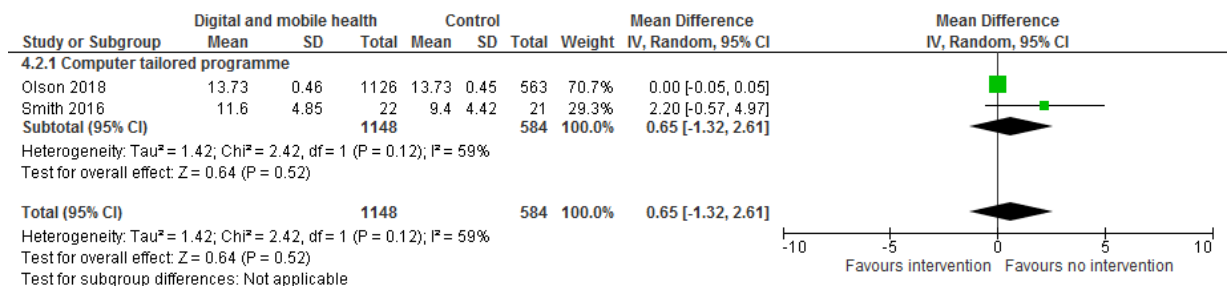 Digital and mobile health Control Mean Difference Mean Difference
Study or Subgroup Mean SD Total Mean SD Total Weight IV, Random, 95% CI IV, Random, 95% CI
4.2.1 Computer tailored programme
Olson 2018 13.73 0.46 1126 13.73 0.45 563 70.7% 0.00 [-0.05, 0.05]
Smith 2016 11.6 4.85 22 9.4 4.42 21 29.3% 2.20 [-0.57, 4.97]
Subtotal (95% CI) 1148 584 100.0% 0.65 [-1.32, 2.61]
Heterogeneity: Tau² = 1.42; Chi² = 2.42, df = 1 (P = 0.12); I² = 59%
Test for overall effect: Z = 0.64 (P = 0.52)
Total (95% CI) 1148 584 100.0% 0.65 [-1.32, 2.61]
Heterogeneity: Tau² = 1.42; Chi² = 2.42, df = 1 (P = 0.12); I² = 59%
Test for overall effect: Z = 0.64 (P = 0.52)
Test for subgroup differences: Not applicable
-10 -5 0 5 10
Favours intervention Favours no intervention